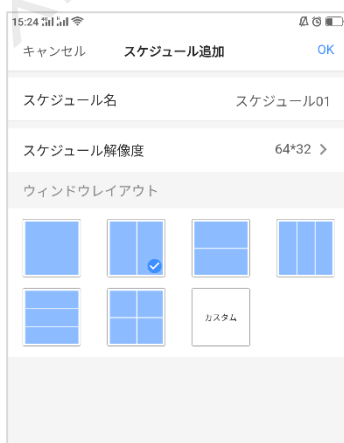 15:24
キャンセル スケジュール追加 OK
スケジュール名 スケジュール01
スケジュール解像度 64*32 >
ウィンドウレイアウト
カスタム